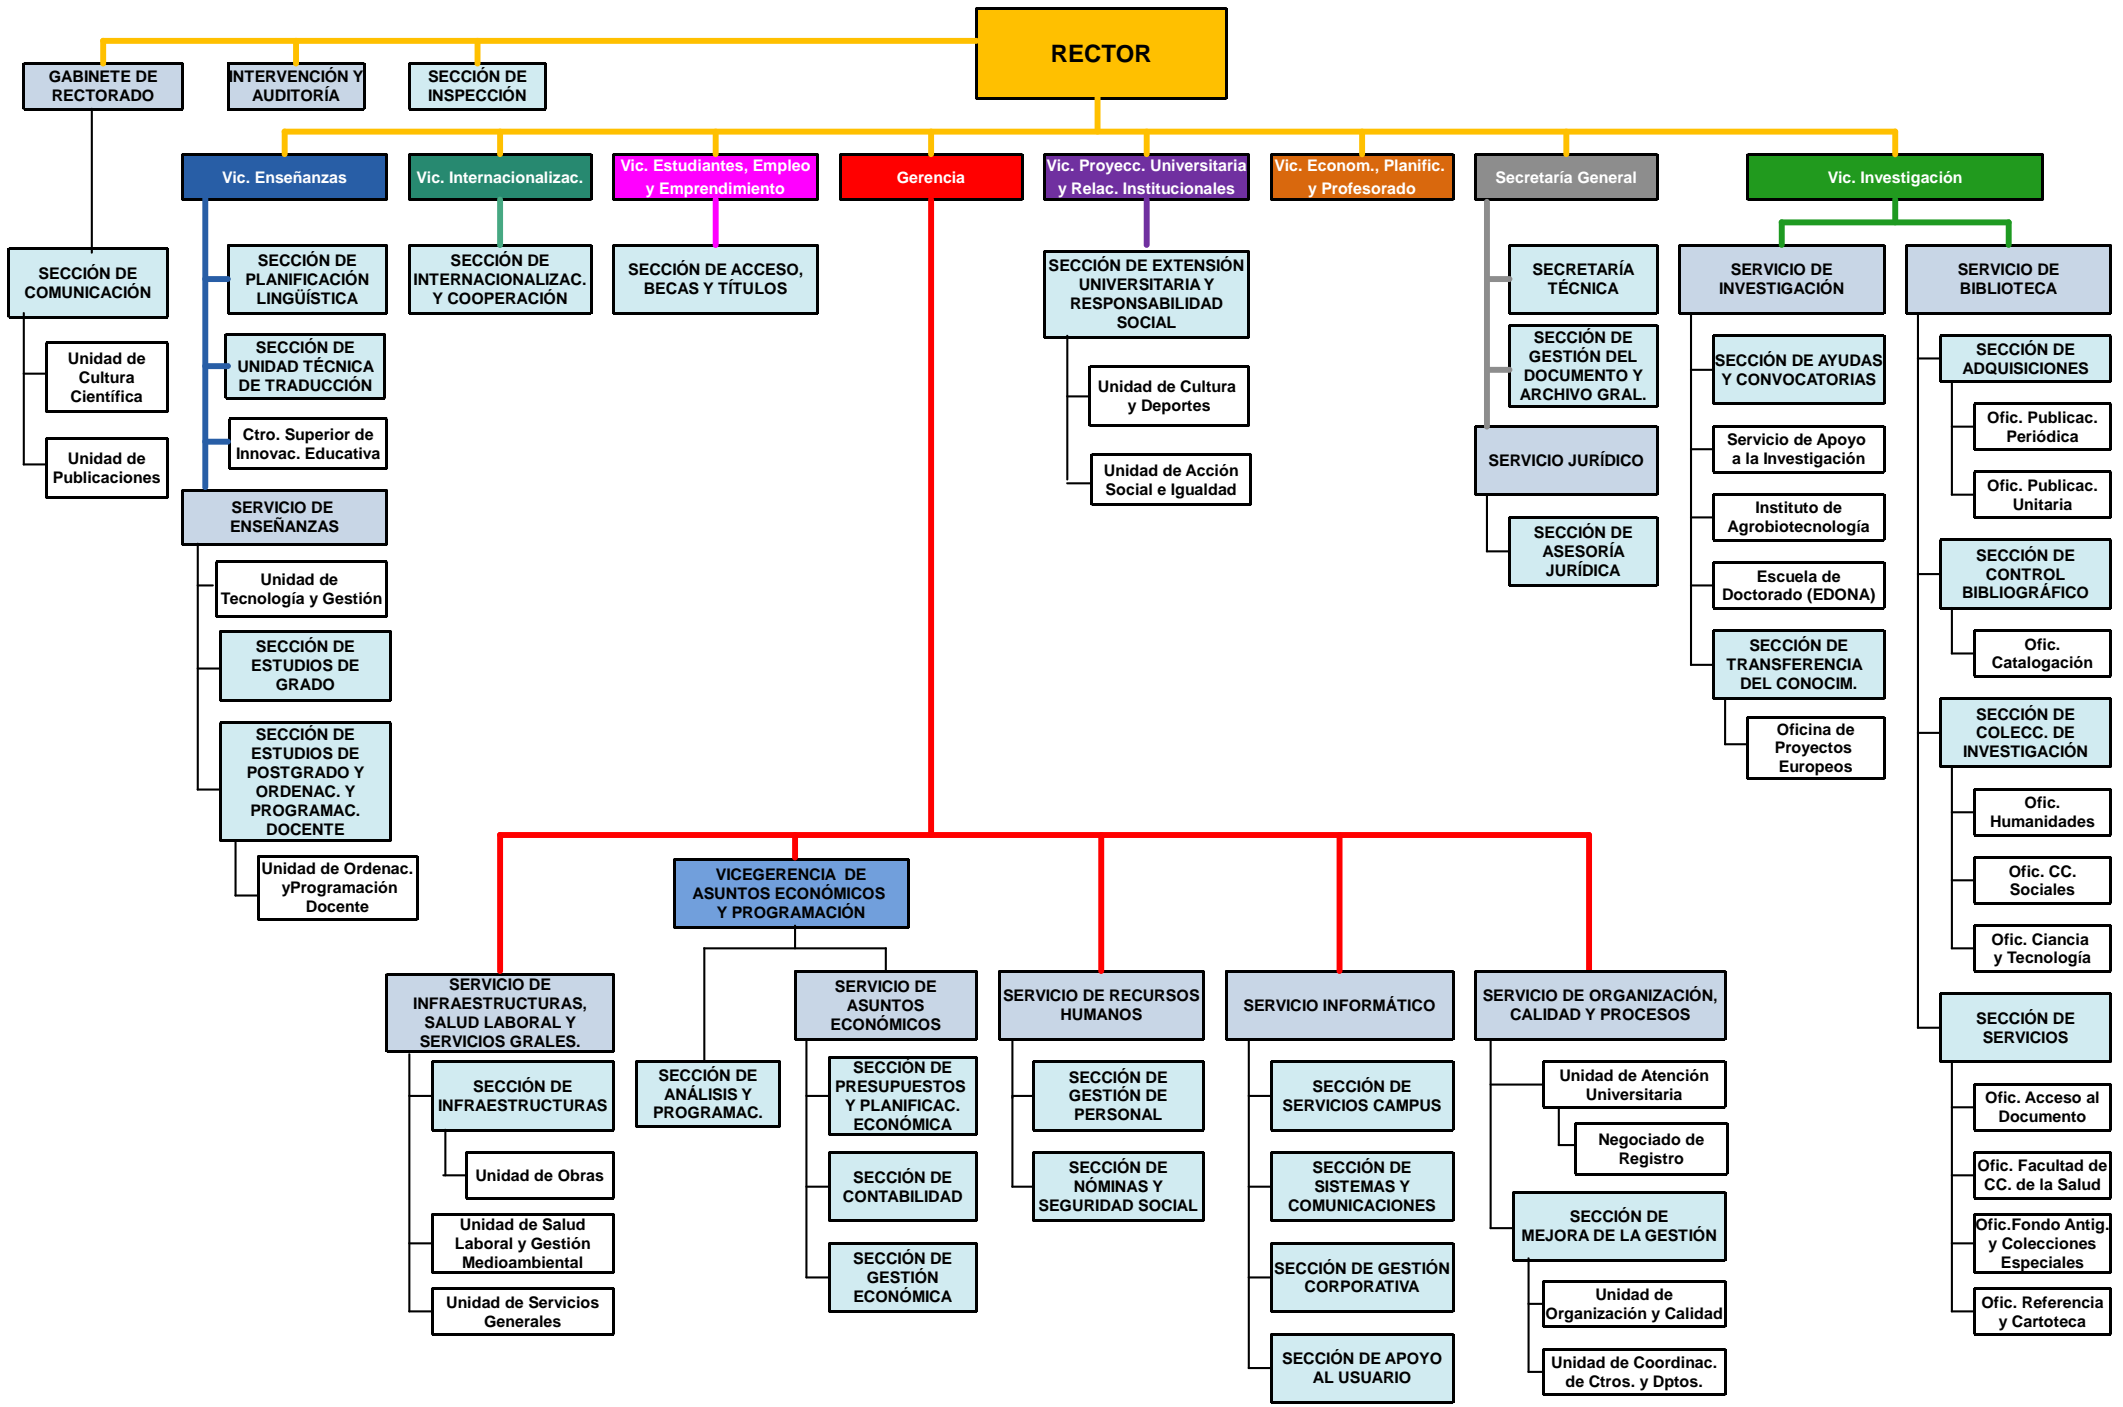 RECTOR
GABINETE DE
RECTORADO
INTERVENCIÓN Y
AUDITORÍA
SECCIÓN DE
INSPECCIÓN
Vic. Enseñanzas
Vic. Internacionalizac.
Vic. Estudiantes, Empleo
y Emprendimiento
Gerencia
Vic. Proyecc. Universitaria
y Relac. Institucionales
Vic. Econom., Planific.
y Profesorado
Secretaría General
Vic. Investigación
SECCIÓN DE
COMUNICACIÓN
Unidad de
Cultura
Científica
Unidad de
Publicaciones
SECCIÓN DE
PLANIFICACIÓN
LINGÜÍSTICA
SECCIÓN DE
UNIDAD TÉCNICA
DE TRADUCCIÓN
Ctro. Superior de
Innovac. Educativa
SERVICIO DE
ENSEÑANZAS
Unidad de
Tecnología y Gestión
SECCIÓN DE
ESTUDIOS DE
GRADO
SECCIÓN DE
ESTUDIOS DE
POSTGRADO Y
ORDENAC. Y
PROGRAMAC.
DOCENTE
Unidad de Ordenac.
yProgramación
Docente
SECCIÓN DE
INTERNACIONALIZAC.
Y COOPERACIÓN
SECCIÓN DE ACCESO,
BECAS Y TÍTULOS
SECCIÓN DE EXTENSIÓN
UNIVERSITARIA Y
RESPONSABILIDAD
SOCIAL
Unidad de Cultura
y Deportes
Unidad de Acción
Social e Igualdad
SECRETARÍA
TÉCNICA
SECCIÓN DE
GESTIÓN DEL
DOCUMENTO Y
ARCHIVO GRAL.
SERVICIO JURÍDICO
SECCIÓN DE
ASESORÍA
JURÍDICA
SERVICIO DE
INVESTIGACIÓN
SECCIÓN DE AYUDAS
Y CONVOCATORIAS
Servicio de Apoyo
a la Investigación
Instituto de
Agrobiotecnología
Escuela de
Doctorado (EDONA)
SECCIÓN DE
TRANSFERENCIA
DEL CONOCIM.
Oficina de
Proyectos
Europeos
SERVICIO DE
BIBLIOTECA
SECCIÓN DE
ADQUISICIONES
Ofic. Publicac.
Periódica
Ofic. Publicac.
Unitaria
SECCIÓN DE
CONTROL
BIBLIOGRÁFICO
Ofic.
Catalogación
SECCIÓN DE
COLECC. DE
INVESTIGACIÓN
Ofic.
Humanidades
Ofic. CC.
Sociales
Ofic. Ciancia
y Tecnología
SECCIÓN DE
SERVICIOS
Ofic. Acceso al
Documento
Ofic. Facultad de
CC. de la Salud
Ofic.Fondo Antig.
y Colecciones
Especiales
Ofic. Referencia
y Cartoteca
VICEGERENCIA DE
ASUNTOS ECONÓMICOS
Y PROGRAMACIÓN
SERVICIO DE
INFRAESTRUCTURAS,
SALUD LABORAL Y
SERVICIOS GRALES.
SECCIÓN DE
INFRAESTRUCTURAS
Unidad de Obras
Unidad de Salud
Laboral y Gestión
Medioambiental
Unidad de Servicios
Generales
SECCIÓN DE
ANÁLISIS Y
PROGRAMAC.
SERVICIO DE
ASUNTOS
ECONÓMICOS
SECCIÓN DE
PRESUPUESTOS
Y PLANIFICAC.
ECONÓMICA
SECCIÓN DE
CONTABILIDAD
SECCIÓN DE
GESTIÓN
ECONÓMICA
SERVICIO DE RECURSOS
HUMANOS
SECCIÓN DE
GESTIÓN DE
PERSONAL
SECCIÓN DE
NÓMINAS Y
SEGURIDAD SOCIAL
SERVICIO INFORMÁTICO
SECCIÓN DE
SERVICIOS CAMPUS
SECCIÓN DE
SISTEMAS Y
COMUNICACIONES
SECCIÓN DE GESTIÓN
CORPORATIVA
SECCIÓN DE APOYO
AL USUARIO
SERVICIO DE ORGANIZACIÓN,
CALIDAD Y PROCESOS
Unidad de Atención
Universitaria
Negociado de
Registro
SECCIÓN DE
MEJORA DE LA GESTIÓN
Unidad de
Organización y Calidad
Unidad de Coordinac.
de Ctros. y Dptos.